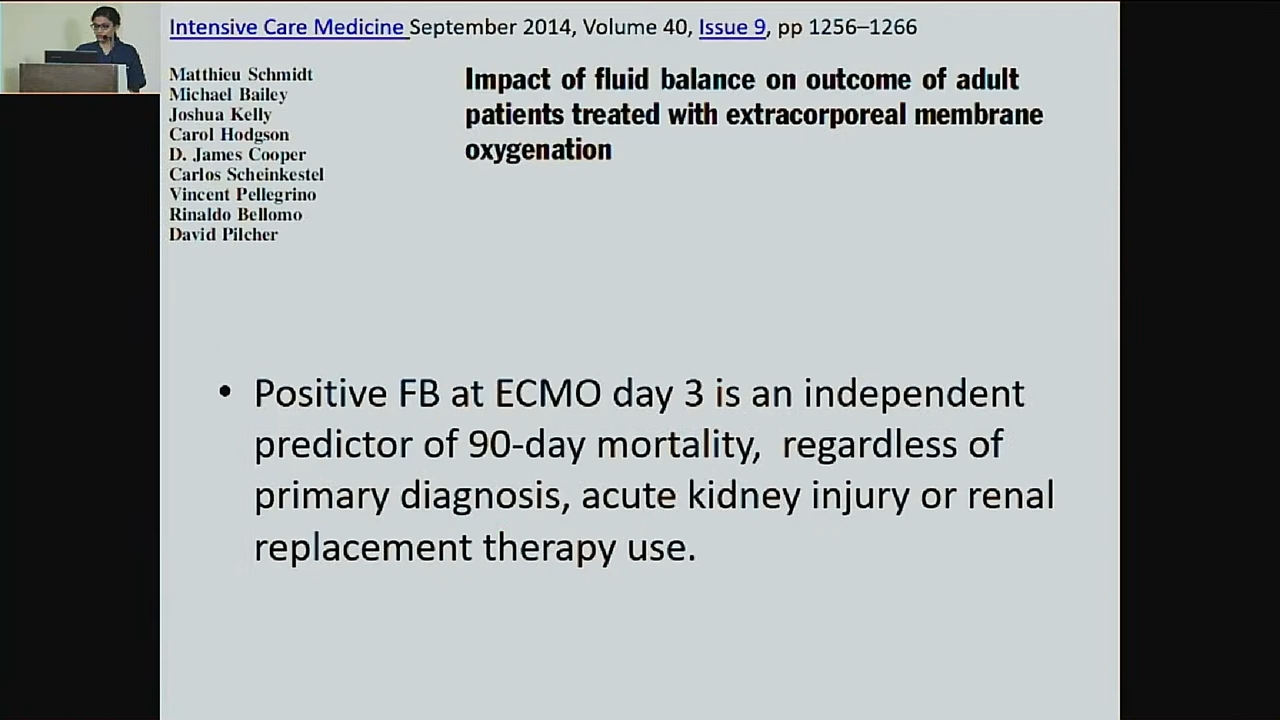 Intensive Care Medicine September 2014, Volume 40, Issue 9, pp 1256–1266
Matthieu Schmidt
Michael Bailey
Joshua Kelly
Carol Hodgson
D. James Cooper
Carlos Scheinkestel
Vincent Pellegrino
Rinaldo Bellomo
David Pilcher
Impact of fluid balance on outcome of adult
patients treated with extracorporeal membrane
oxygenation
• Positive FB at ECMO day 3 is an independent
predictor of 90-day mortality, regardless of
primary diagnosis, acute kidney injury or renal
replacement therapy use.